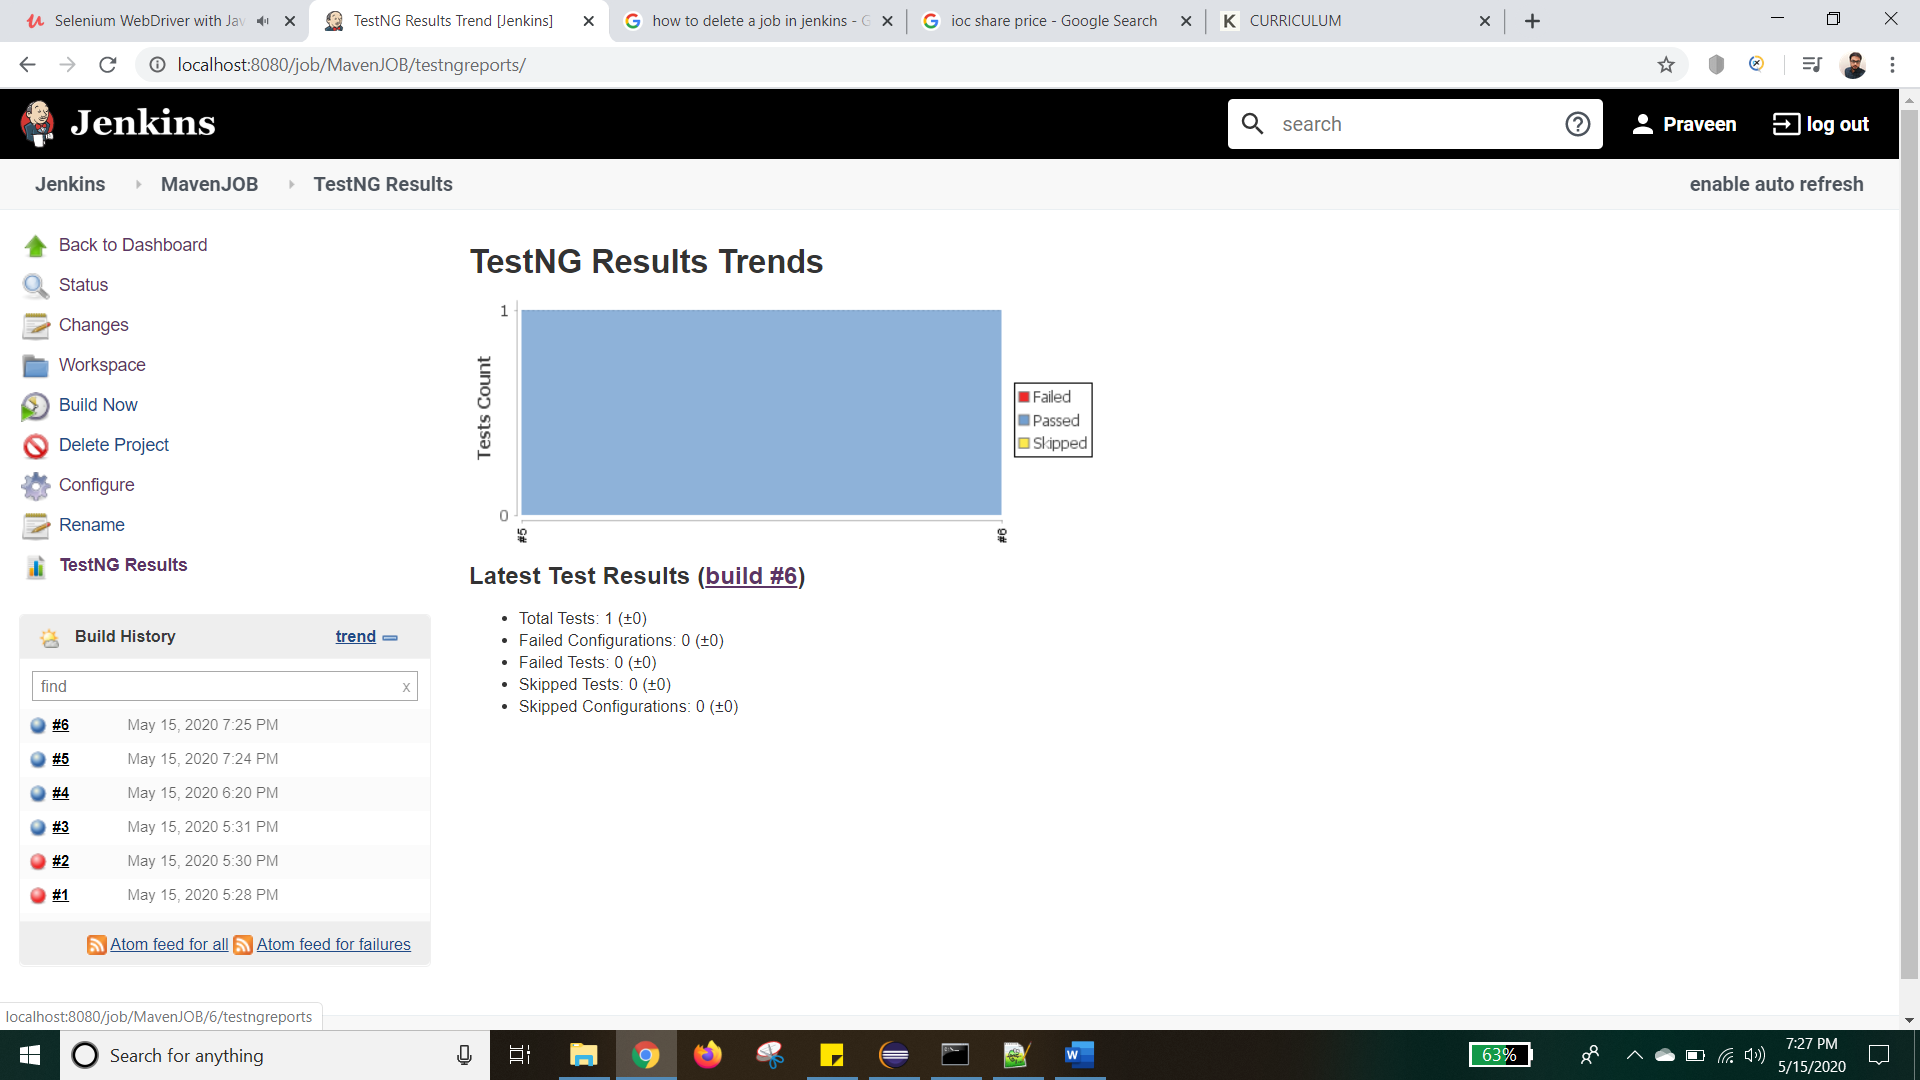 Selenium WebDriver with Jav
TestNG Results Trend [Jenkins]
how to delete a job in jenkins - G
ioc share price - Google Search
K CURRICULUM
localhost:8080/job/MavenJOB/testngreports/
Jenkins
search
Praveen
log out
Jenkins
MavenJOB
TestNG Results
enable auto refresh
Back to Dashboard
Status
Changes
Workspace
Build Now
Delete Project
Configure
Rename
TestNG Results
Build History
trend
find
x
#6 May 15, 2020 7:25 PM
#5 May 15, 2020 7:24 PM
#4 May 15, 2020 6:20 PM
#3 May 15, 2020 5:31 PM
#2 May 15, 2020 5:30 PM
#1 May 15, 2020 5:28 PM
Atom feed for all Atom feed for failures
TestNG Results Trends
1
Tests Count
0
#5
#6
Failed
Passed
Skipped
Latest Test Results (build #6)
• Total Tests: 1 (±0)
• Failed Configurations: 0 (±0)
• Failed Tests: 0 (±0)
• Skipped Tests: 0 (±0)
• Skipped Configurations: 0 (±0)
localhost:8080/job/MavenJOB/6/testngreports
Search for anything
63%
7:27 PM
5/15/2020